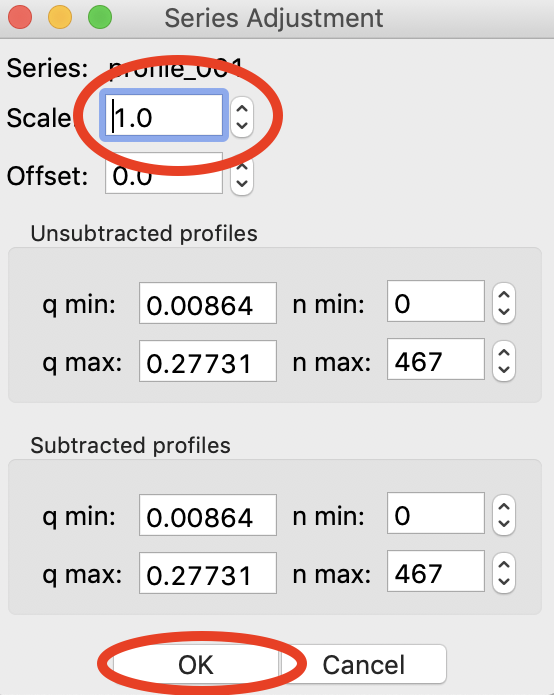 Series Adjustment
Series: profile_001
Scale: 1.0
Offset: 0.0
Unsubtracted profiles
q min: 0.00864 n min: 0
q max: 0.27731 n max: 467
Subtracted profiles
q min: 0.00864 n min: 0
q max: 0.27731 n max: 467
OK Cancel